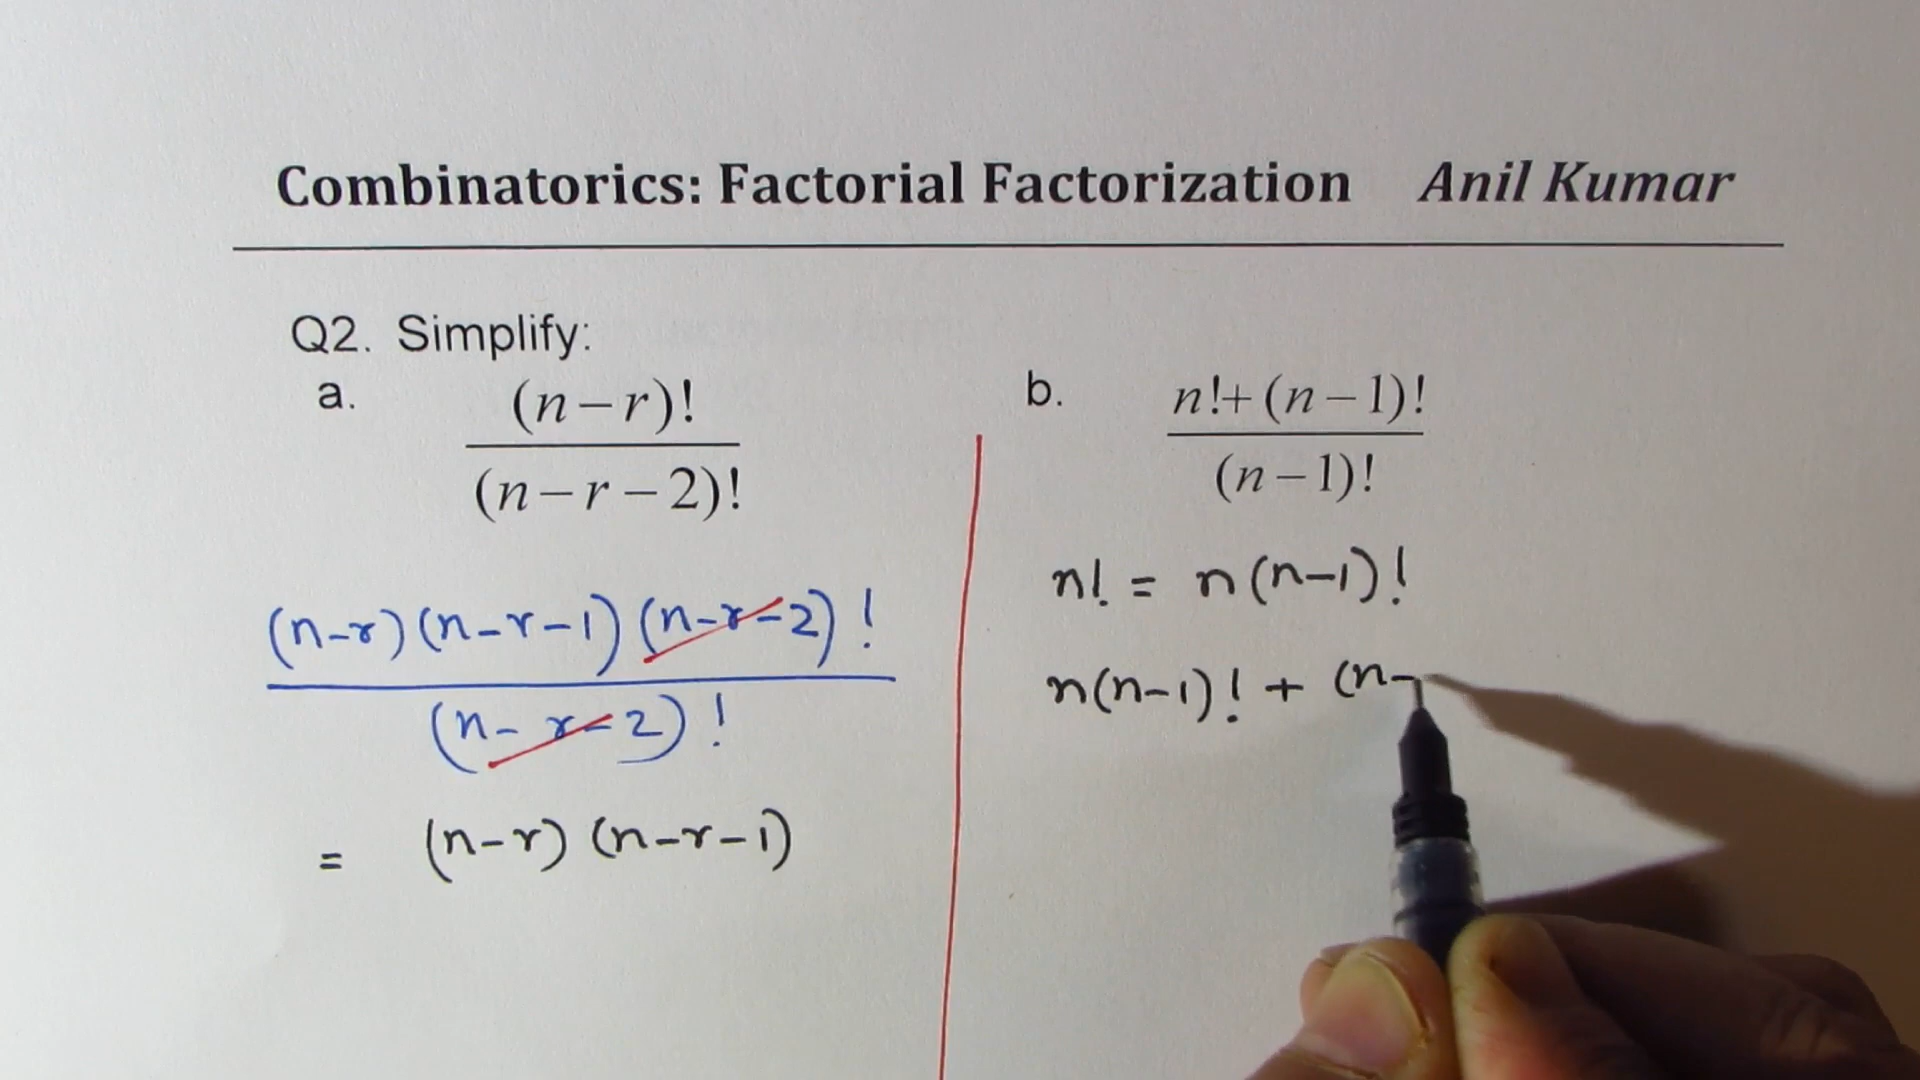 Combinatorics: Factorial Factorization Anil Kumar
Q2. Simplify:
a. (n-r)!
(n-r-2)!
(n-r)(n-r-1)(n-r-2)!
(n-r-2)!
= (n-r)(n-r-1)
b. n!+(n-1)!
(n-1)!
n! = n(n-1)!
n(n-1)! + (n-